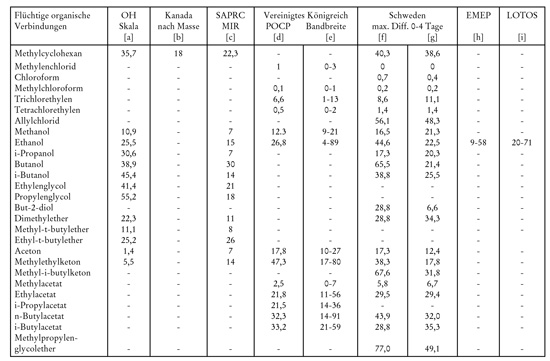 Flüchtige organische OH Kanada SAPRC Vereinigtes Königreich Schweden EMEP LOTOS
Verbindungen Skala nach Masse MIR POCP Bandbreite max. Diff. 0-4 Tage
[a] [b] [c] [d] [e] [f] [g] [h] [i]
Methylcyclohexan 35,7 18 22,3 - - 40,3 38,6 - -
Methylenchlorid - - - 1 0-3 0 0 - -
Chloroform - - - - - 0,7 0,4 - -
Methylchloroform - - - 0,1 0-1 0,2 0,2 - -
Trichlorethylen - - - 6,6 1-13 8,6 11,1 - -
Tetrachlorethylen - - - 0,5 0-2 1,4 1,4 - -
Allylchlorid - - - - - 56,1 48,3 - -
Methanol 10,9 - 7 12.3 9-21 16,5 21,3 - -
Ethanol 25,5 - 15 26,8 4-89 44,6 22,5 9-58 20-71
i-Propanol 30,6 - 7 - - 17,3 20,3 - -
Butanol 38,9 - 30 - - 65,5 21,4 - -
i-Butanol 45,4 - 14 - - 38,8 25,5 - -
Ethylenglycol 41,4 - 21 - - - - - -
Propylenglycol 55,2 - 18 - - - - - -
But-2-diol - - - - - 28,8 6,6 - -
Dimethylether 22,3 - 11 - - 28,8 34,3 - -
Methyl-t-butylether 11,1 - 8 - - - - - -
Ethyl-t-butylether 25,2 - 26 - - - - - -
Aceton 1,4 - 7 17,8 10-27 17,3 12,4 - -
Methylethylketon 5,5 - 14 47,3 17-80 38,3 17,8 - -
Methyl-i-butylketon - - - - - 67,6 31,8 - -
Methylacetat - - - 2,5 0-7 5,8 6,7 - -
Ethylacetat - - - 21,8 11-56 29,5 29,4 - -
i-Propylacetat - - - 21,5 14-36 - - - -
n-Butylacetat - - - 32,3 14-91 43,9 32,0 - -
i-Butylacetat - - - 33,2 21-59 28,8 35,3 - -
Methylpropylen-
glycolether - - - - - 77,0 49,1 - -